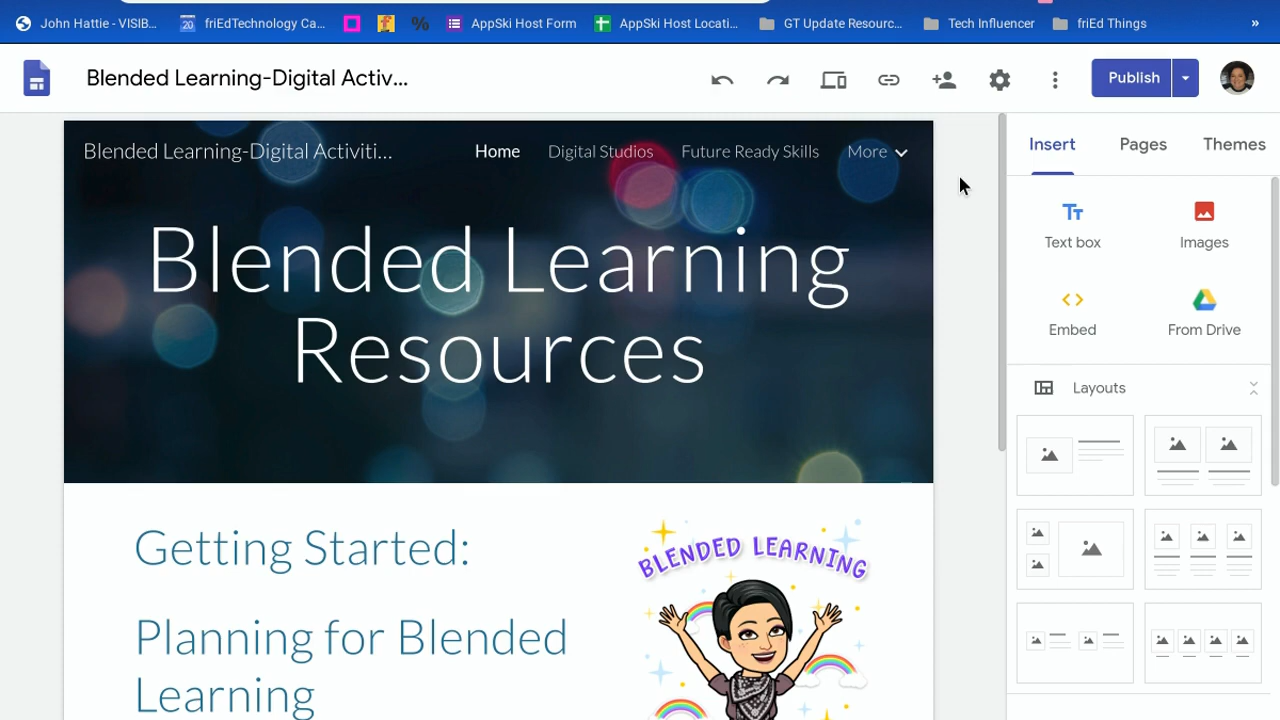 John Hattie - VISIB...
20
friEdTechnology Ca...
f
%
AppSki Host Form
AppSki Host Locati...
GT Update Resourc...
Tech Influencer
friEd Things
»
Blended Learning-Digital Activ...
Publish
Blended Learning-Digital Activiti...
Home
Digital Studios
Future Ready Skills
More
Blended Learning
Resources
Getting Started:
Planning for Blended
Learning
BLENDED LEARNING
Insert
Pages
Themes
Tт
Text box
Images
Embed
From Drive
Layouts